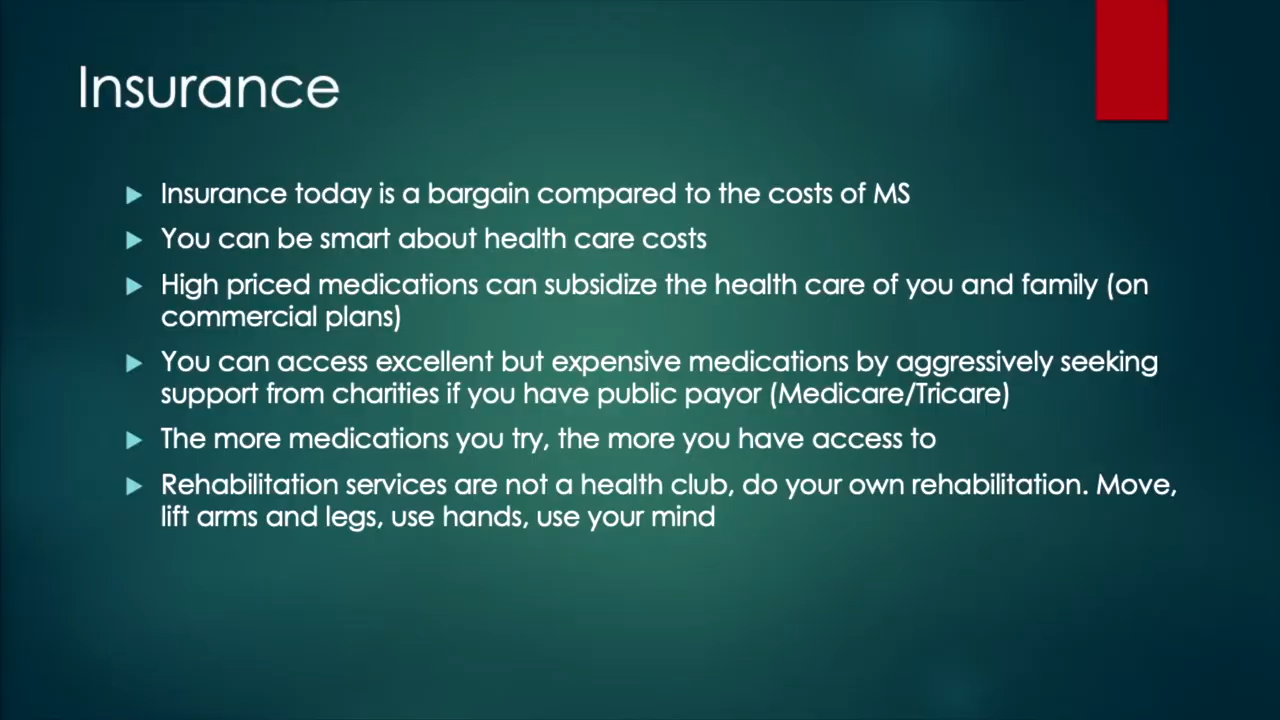 Insurance
Insurance today is a bargain compared to the costs of MS
You can be smart about health care costs
High priced medications can subsidize the health care of you and family (on
commercial plans)
You can access excellent but expensive medications by aggressively seeking
support from charities if you have public payor (Medicare/Tricare)
The more medications you try, the more you have access to
Rehabilitation services are not a health club, do your own rehabilitation. Move,
lift arms and legs, use hands, use your mind